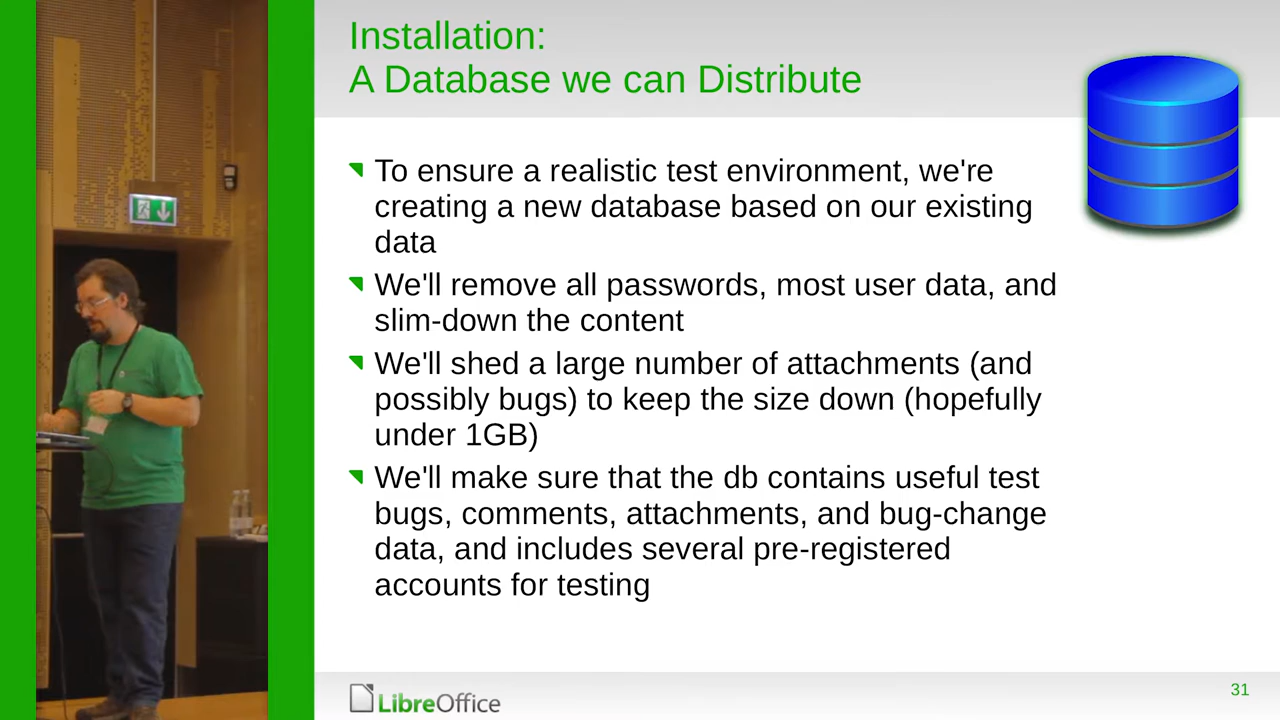 Installation:
A Database we can Distribute
To ensure a realistic test environment, we're
creating a new database based on our existing
data
We'll remove all passwords, most user data, and
slim-down the content
We'll shed a large number of attachments (and
possibly bugs) to keep the size down (hopefully
under 1GB)
We'll make sure that the db contains useful test
bugs, comments, attachments, and bug-change
data, and includes several pre-registered
accounts for testing
LibreOffice
31